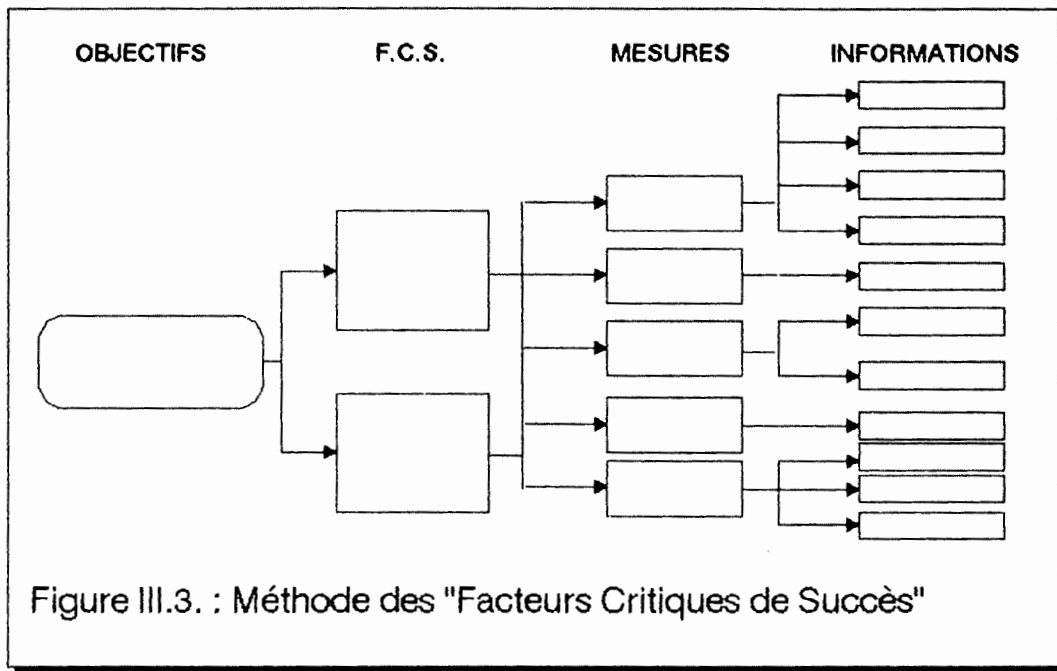 OBJECTIFS F.C.S. MESURES INFORMATIONS
Figure III.3. : Méthode des "Facteurs Critiques de Succès"